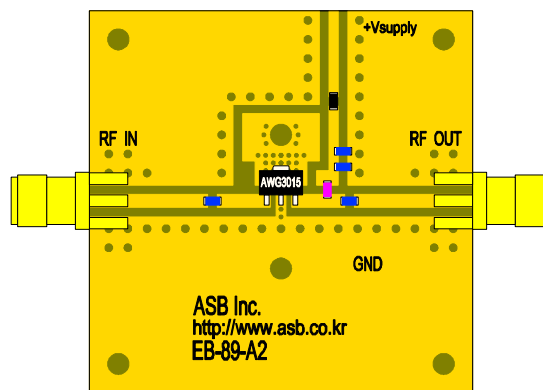 +Vsupply
RF IN
RF OUT
AWG3015
GND
ASB Inc.
http://www.asb.co.kr
EB-89-A2